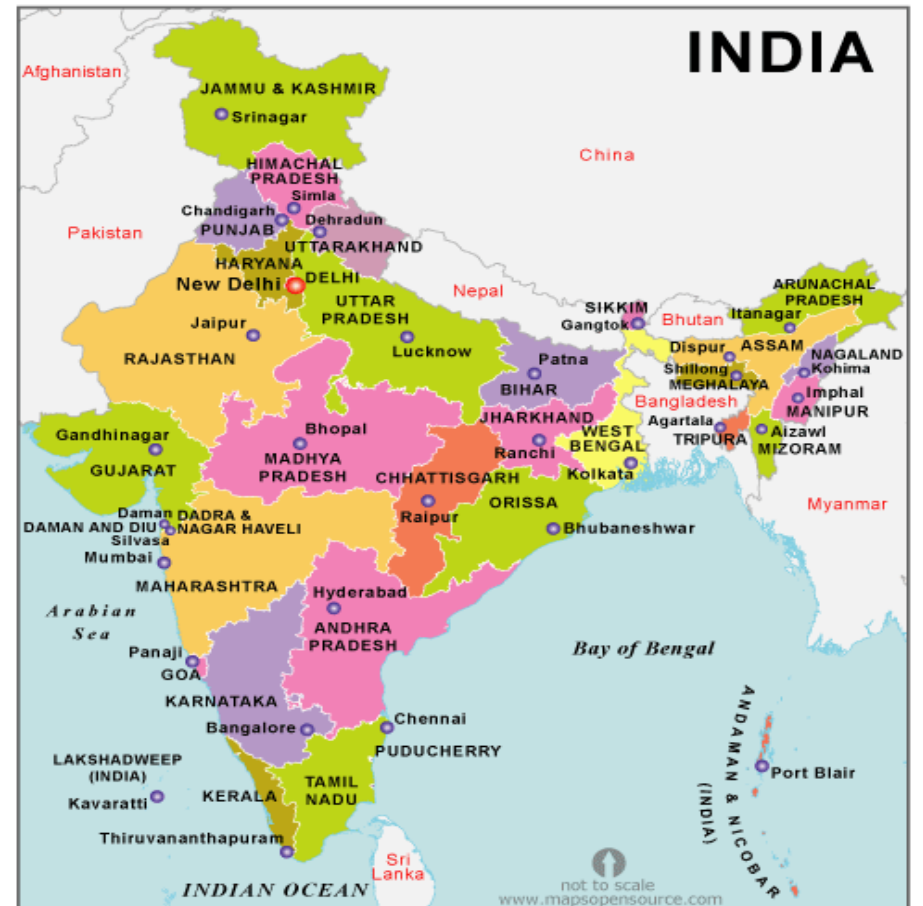 INDIA
Afghanistan
JAMMU & KASHMIR
Srinagar
China
HIMACHAL
PRADESH
Simla
Chandigarh
PUNJAB
Dehradun
UTTARAKHAND
Pakistan
HARYANA
DELHI
New Delhi
Nepal
UTTAR
PRADESH
Lucknow
Jaipur
RAJASTHAN
SIKKIM
Gangtok
Bhutan
ARUNACHAL
PRADESH
Itanagar
Dispur
ASSAM
NAGALAND
Kohima
Shillong
MEGHALAYA
Imphal
MANIPUR
Bangladesh
Agartala
TRIPURA
Aizawl
MIZORAM
Patna
BIHAR
JHARKHAND
Ranchi
WEST
BENGAL
Kolkata
Gandhinagar
GUJARAT
Bhopal
MADHYA
PRADESH
CHHATTISGARH
Raipur
ORISSA
Bhubaneshwar
Myanmar
Daman
DAMAN AND DIU
Silvasa
DADRA &
NAGAR HAVELI
Mumbai
MAHARASHTRA
Hyderabad
ANDHRA
PRADESH
Arabian
Sea
Bay of Bengal
Panaji
GOA
KARNATAKA
Bangalore
Chennai
PUDUCHERRY
LAKSHADWEEP
(INDIA)
Kavaratti
KERALA
TAMIL
NADU
Thiruvananthapuram
ANDAMAN & NICOBAR
(INDIA)
Port Blair
Sri
Lanka
INDIAN OCEAN
not to scale
www.mapsopensource.com